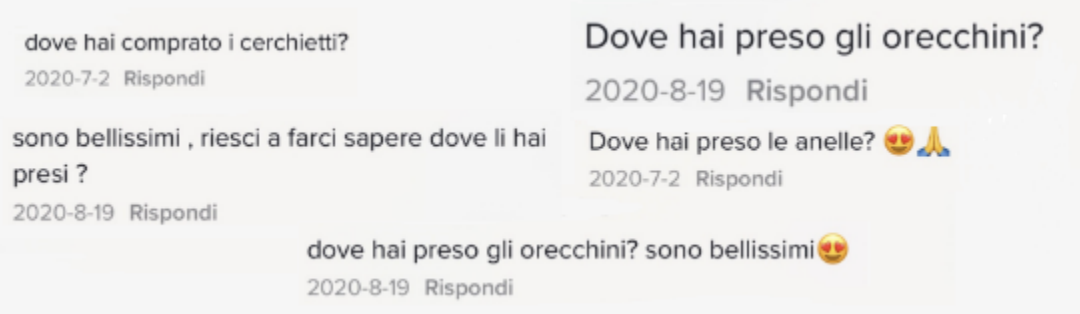 dove hai comprato i cerchietti?
2020-7-2 Rispondi
Dove hai preso gli orecchini?
2020-8-19 Rispondi
sono bellissimi , riesci a farci sapere dove li hai
presi ?
2020-8-19 Rispondi
Dove hai preso le anelle? 😍🙏
2020-7-2 Rispondi
dove hai preso gli orecchini? sono bellissimi😍
2020-8-19 Rispondi